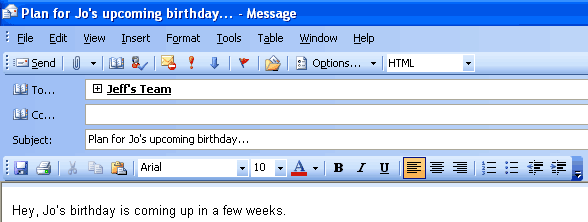 Plan for Jo's upcoming birthday... - Message
File Edit View Insert Format Tools Table Window Help
Send Options... HTML
To... Jeff's Team
Cc...
Subject: Plan for Jo's upcoming birthday...
Arial 10 A B I U
Hey, Jo's birthday is coming up in a few weeks.